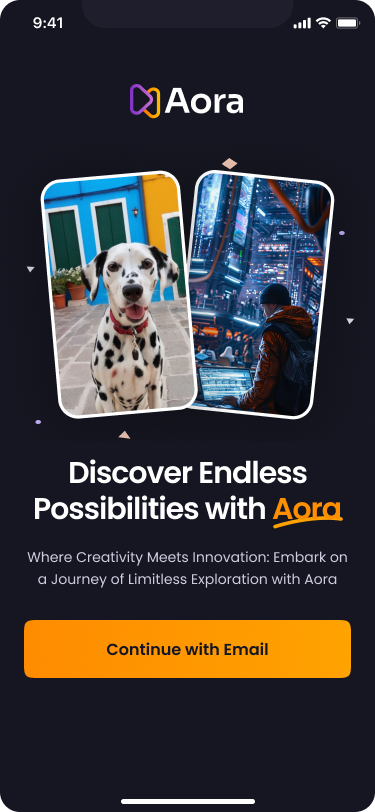 9:41
Aora
Discover Endless
Possibilities with Aora
Where Creativity Meets Innovation: Embark on
a Journey of Limitless Exploration with Aora
Continue with Email